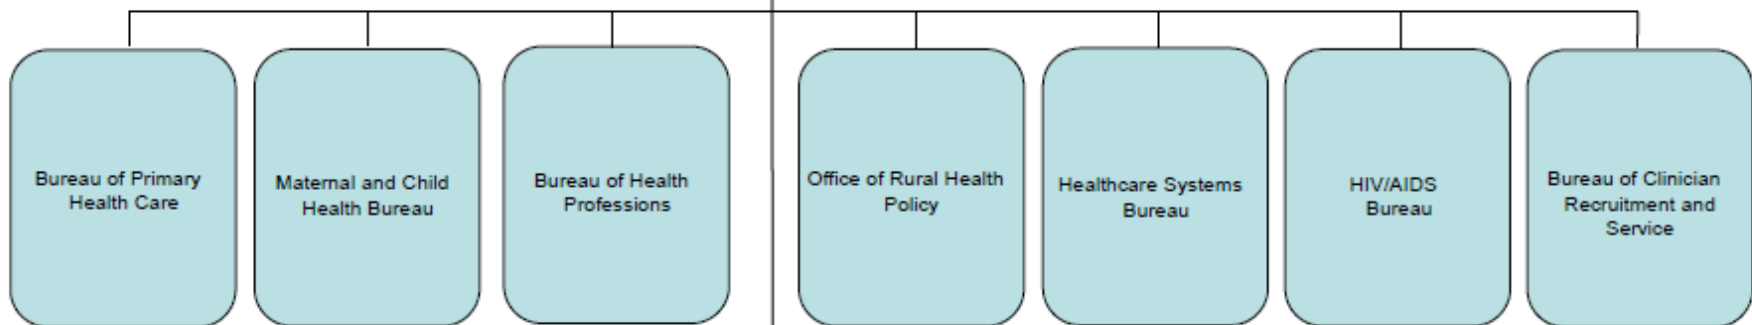 Bureau of Primary
Health Care
Maternal and Child
Health Bureau
Bureau of Health
Professions
Office of Rural Health
Policy
Healthcare Systems
Bureau
HIV/AIDS
Bureau
Bureau of Clinician
Recruitment and
Service